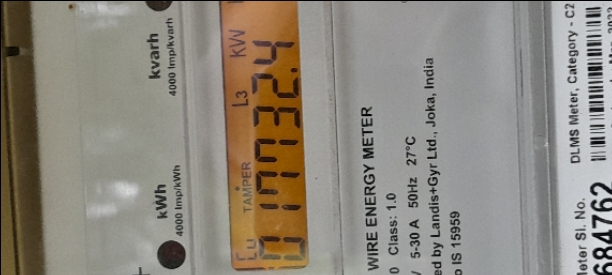 kWh
4000 Imp/kWh
kvarh
4000 Imp/kvarh
TAMPER L3 KW
WIRE ENERGY METER
0 Class: 1.0
5-30 A 50Hz 27°C
ed by Landis+Gyr Ltd., Joka, India
o IS 15959
DLMS Meter, Category - C2
eter Sl. No.
684762